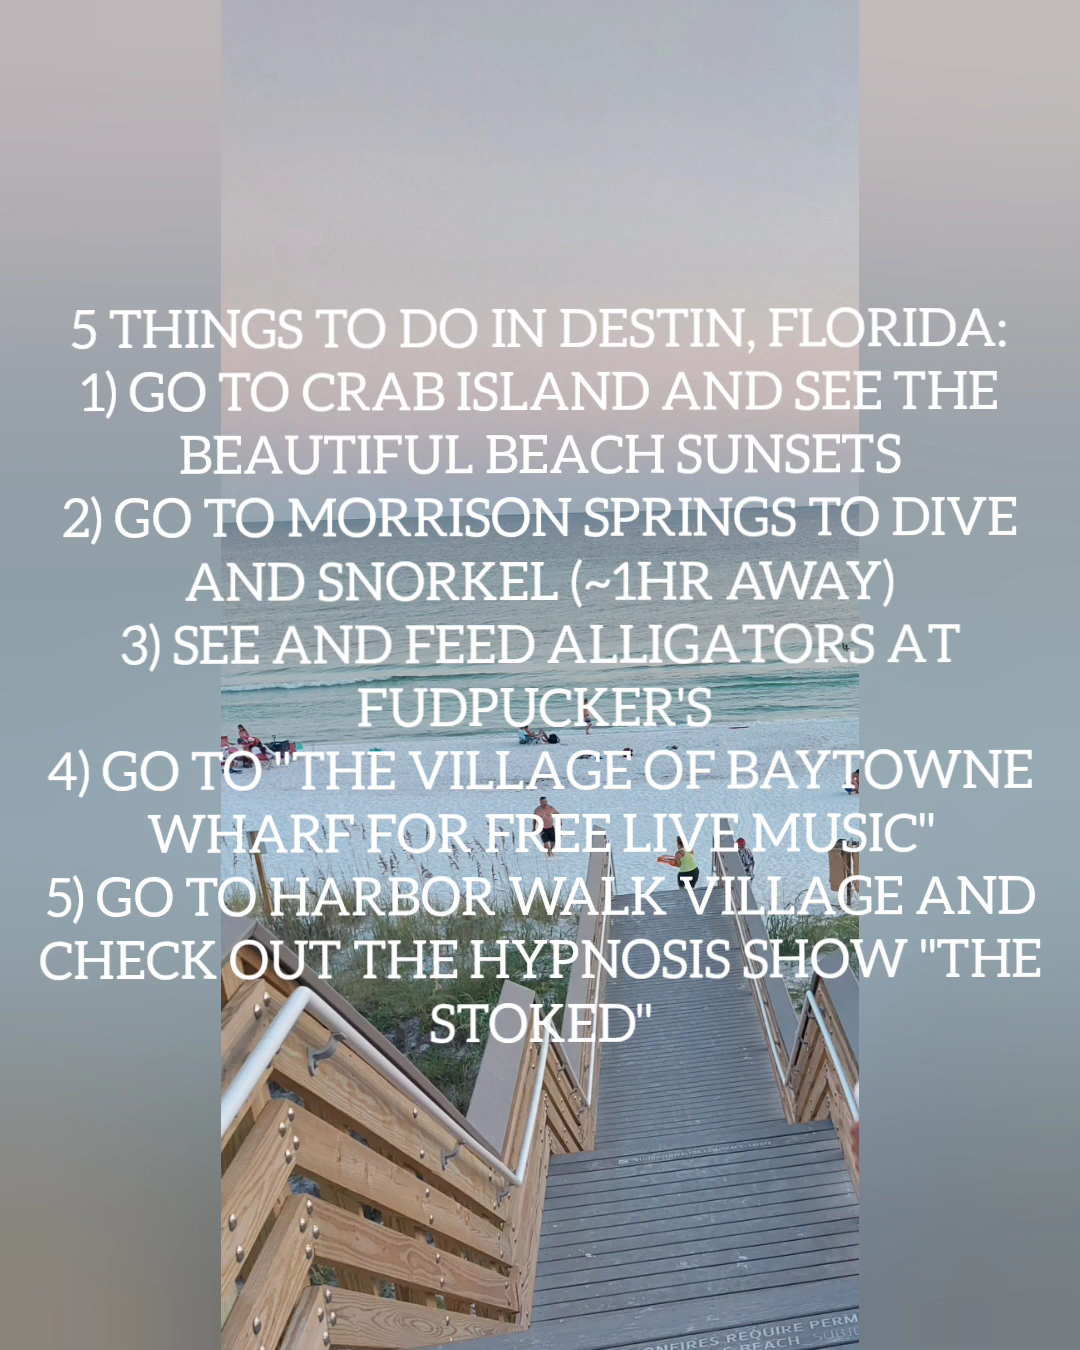 5 THINGS TO DO IN DESTIN, FLORIDA:
1) GO TO CRAB ISLAND AND SEE THE
BEAUTIFUL BEACH SUNSETS
2) GO TO MORRISON SPRINGS TO DIVE
AND SNORKEL (~1HR AWAY)
3) SEE AND FEED ALLIGATORS AT
FUDPUCKER'S
4) GO TO "THE VILLAGE OF BAYTOWNE
WHARF FOR FREE LIVE MUSIC"
5) GO TO HARBOR WALK VILLAGE AND
CHECK OUT THE HYPNOSIS SHOW "THE
STOKED"
REQUIRE PERM
BEACH